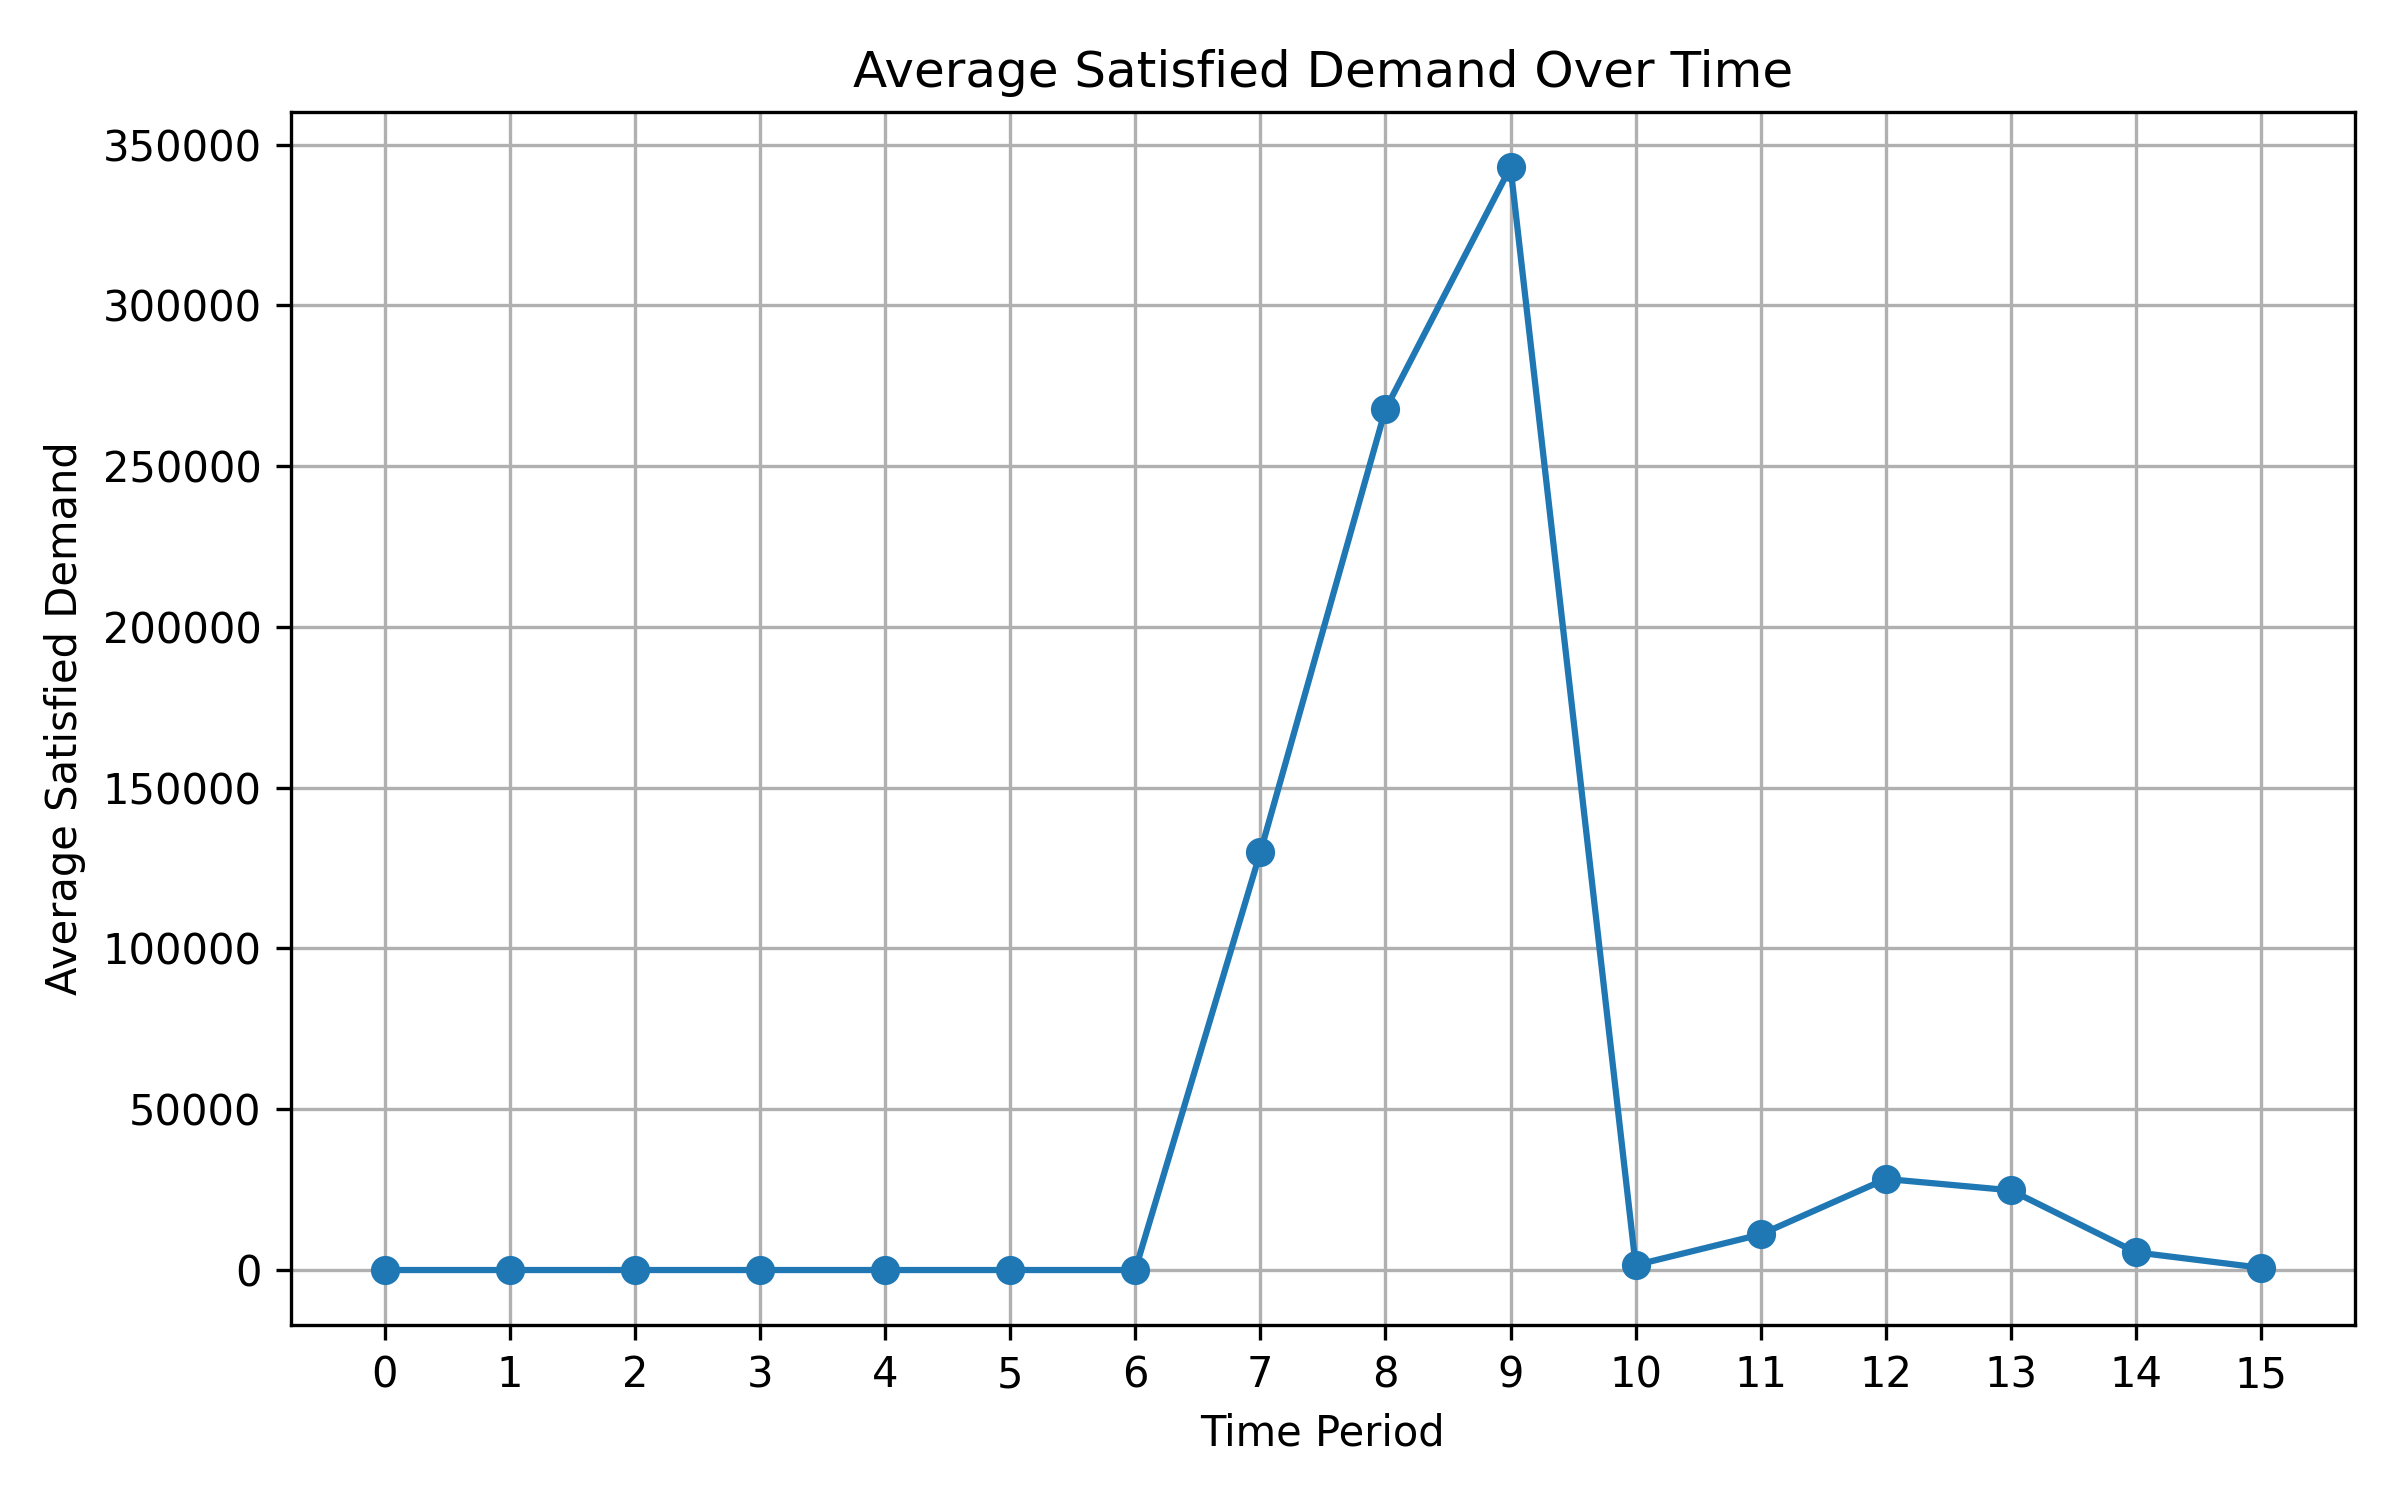 Average Satisfied Demand Over Time
Average Satisfied Demand
350000
300000
250000
200000
150000
100000
50000
0
0 1 2 3 4 5 6 7 8 9 10 11 12 13 14 15
Time Period